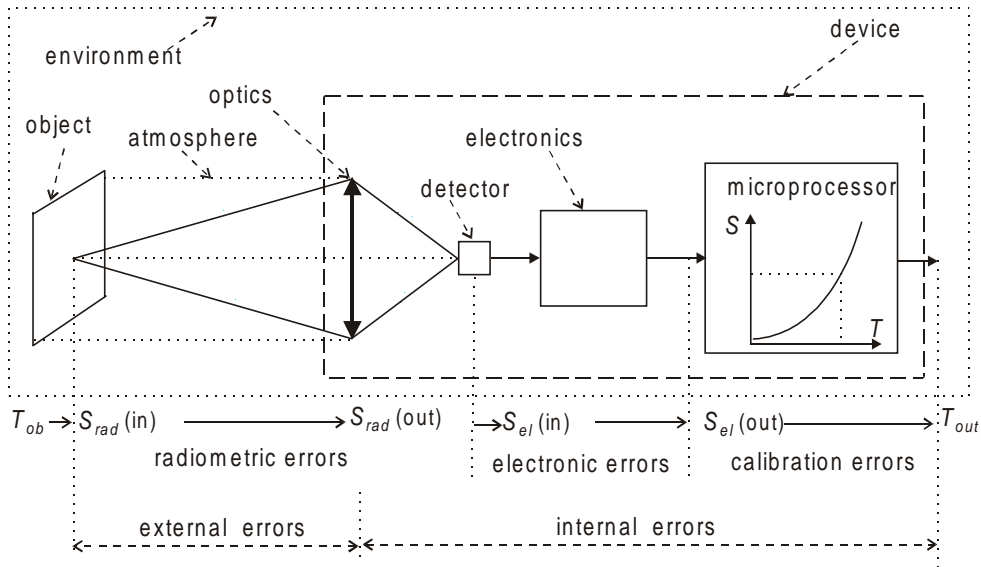 device
environment
optics
object
atmosphere
electronics
detector
microprocessor
S
T
T_ob S_rad (in) S_rad (out) S_el (in) S_el (out) T_out
radiometric errors electronic errors calibration errors
external errors internal errors